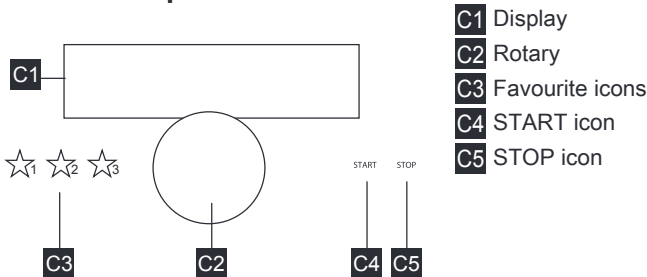 C1 Display
C2 Rotary
C3 Favourite icons
C4 START icon
C5 STOP icon
C1
1 2 3
START STOP
C3 C2 C4 C5